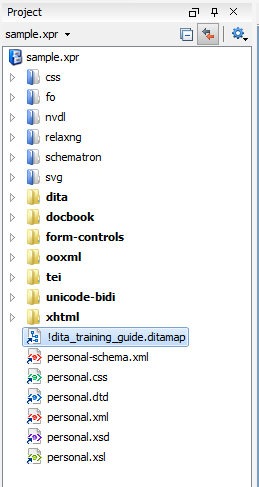 Project
sample.xpr
sample.xpr
css
fo
nvdl
relaxng
schematron
svg
dita
docbook
form-controls
ooxml
tei
unicode-bidi
xhtml
!dita_training_guide.ditamap
personal-schema.xml
personal.css
personal.dtd
personal.xml
personal.xsd
personal.xsl